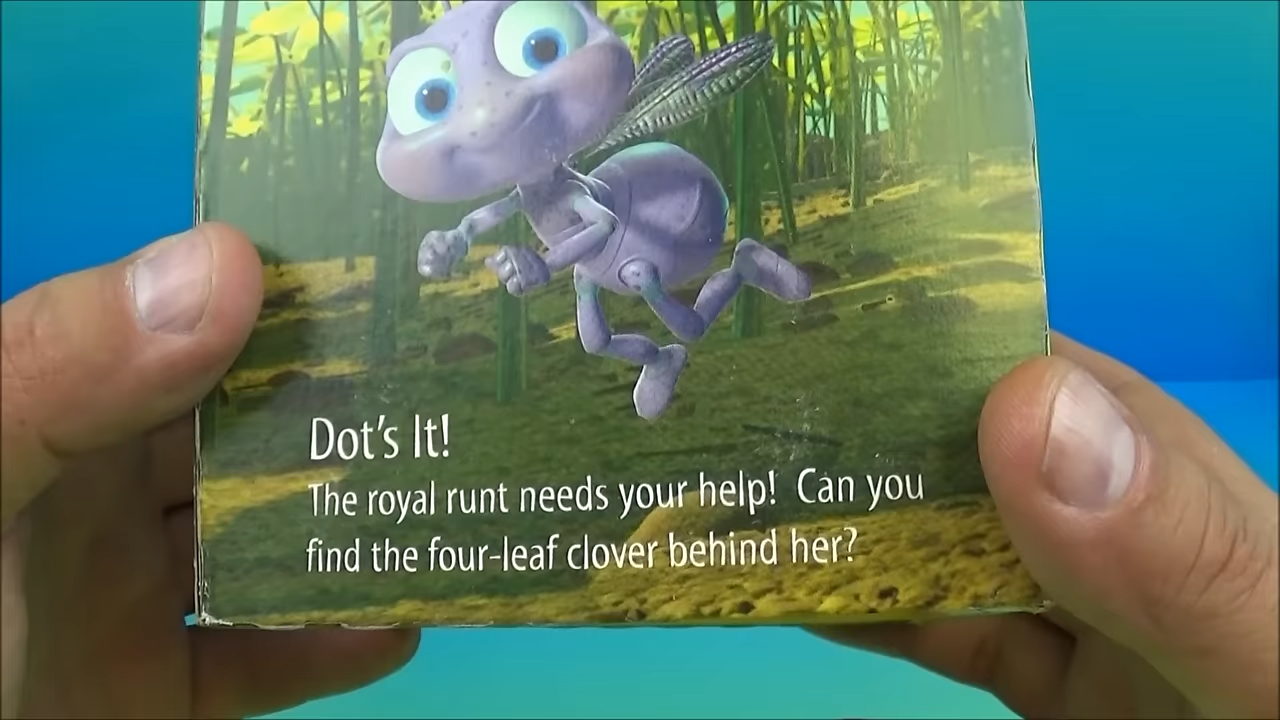 Dot's It!
The royal runt needs your help! Can you
find the four-leaf clover behind her?